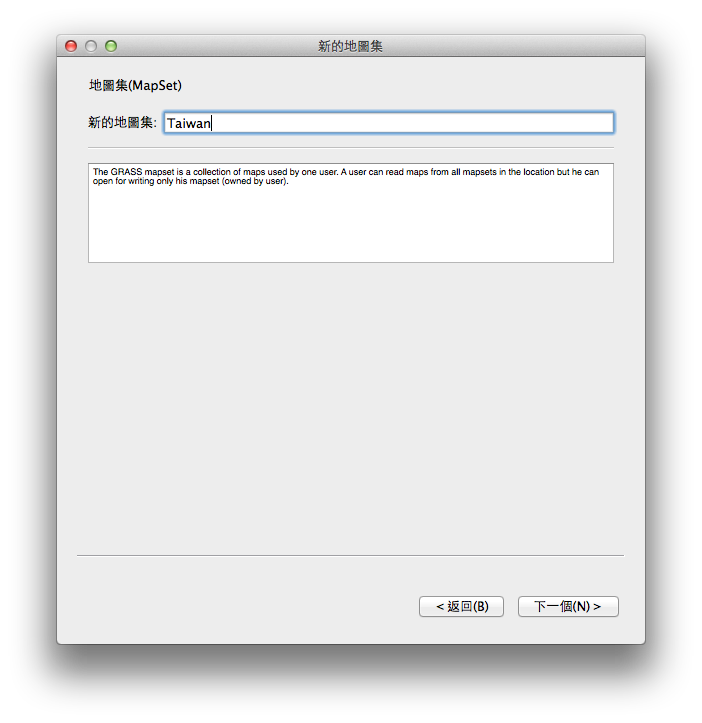 新的地圖集
地圖集(MapSet)
新的地圖集: Taiwan
The GRASS mapset is a collection of maps used by one user. A user can read maps from all mapsets in the location but he can
open for writing only his mapset (owned by user).
< 返回(B) 下一個(N) >